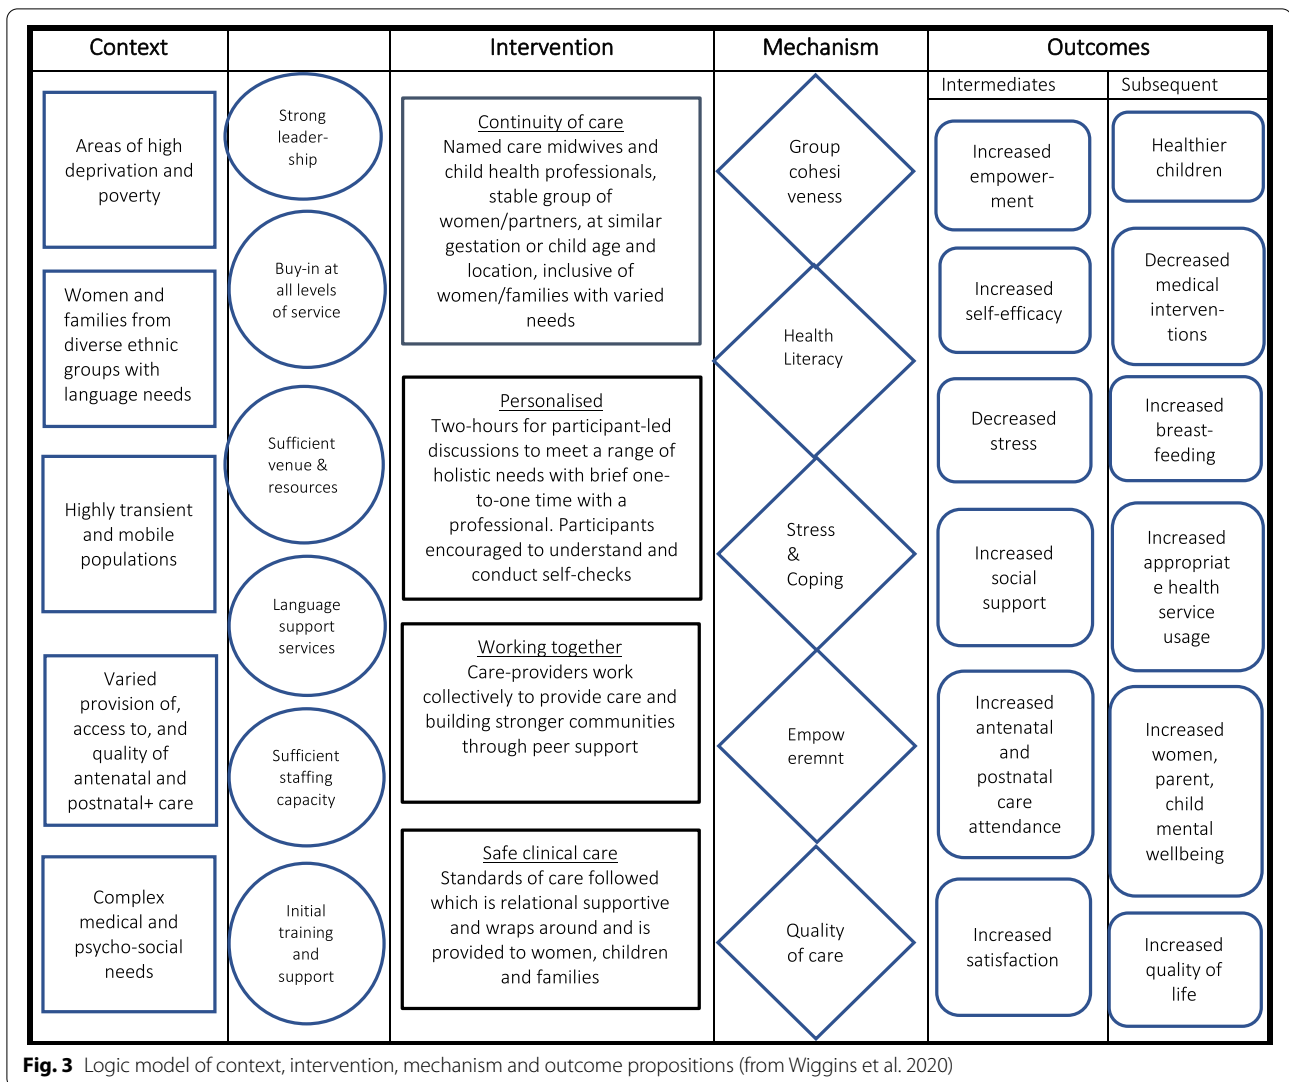 Context
Intervention
Mechanism
Outcomes
Intermediates
Subsequent
Areas of high
deprivation and
poverty
Women and
families from
diverse ethnic
groups with
language needs
Highly transient
and mobile
populations
Varied
provision of,
access to, and
quality of
antenatal and
postnatal+ care
Complex
medical and
psycho-social
needs
Strong
leader-
ship
Buy-in at
all levels
of service
Sufficient
venue &
resources
Language
support
services
Sufficient
staffing
capacity
Initial
training
and
support
Continuity of care
Named care midwives and
child health professionals,
stable group of
women/partners, at similar
gestation or child age and
location, inclusive of
women/families with varied
needs
Personalised
Two-hours for participant-led
discussions to meet a range of
holistic needs with brief one-
to-one time with a
professional. Participants
encouraged to understand and
conduct self-checks
Working together
Care-providers work
collectively to provide care and
building stronger communities
through peer support
Safe clinical care
Standards of care followed
which is relational supportive
and wraps around and is
provided to women, children
and families
Group
cohesi
veness
Health
Literacy
Stress
&
Coping
Empow
eremnt
Quality
of care
Increased
empower-
ment
Increased
self-efficacy
Decreased
stress
Increased
social
support
Increased
antenatal
and
postnatal
care
attendance
Increased
satisfaction
Healthier
children
Decreased
medical
interven-
tions
Increased
breast-
feeding
Increased
appropriat
e health
service
usage
Increased
women,
parent,
child
mental
wellbeing
Increased
quality of
life
Fig. 3 Logic model of context, intervention, mechanism and outcome propositions (from Wiggins et al. 2020)